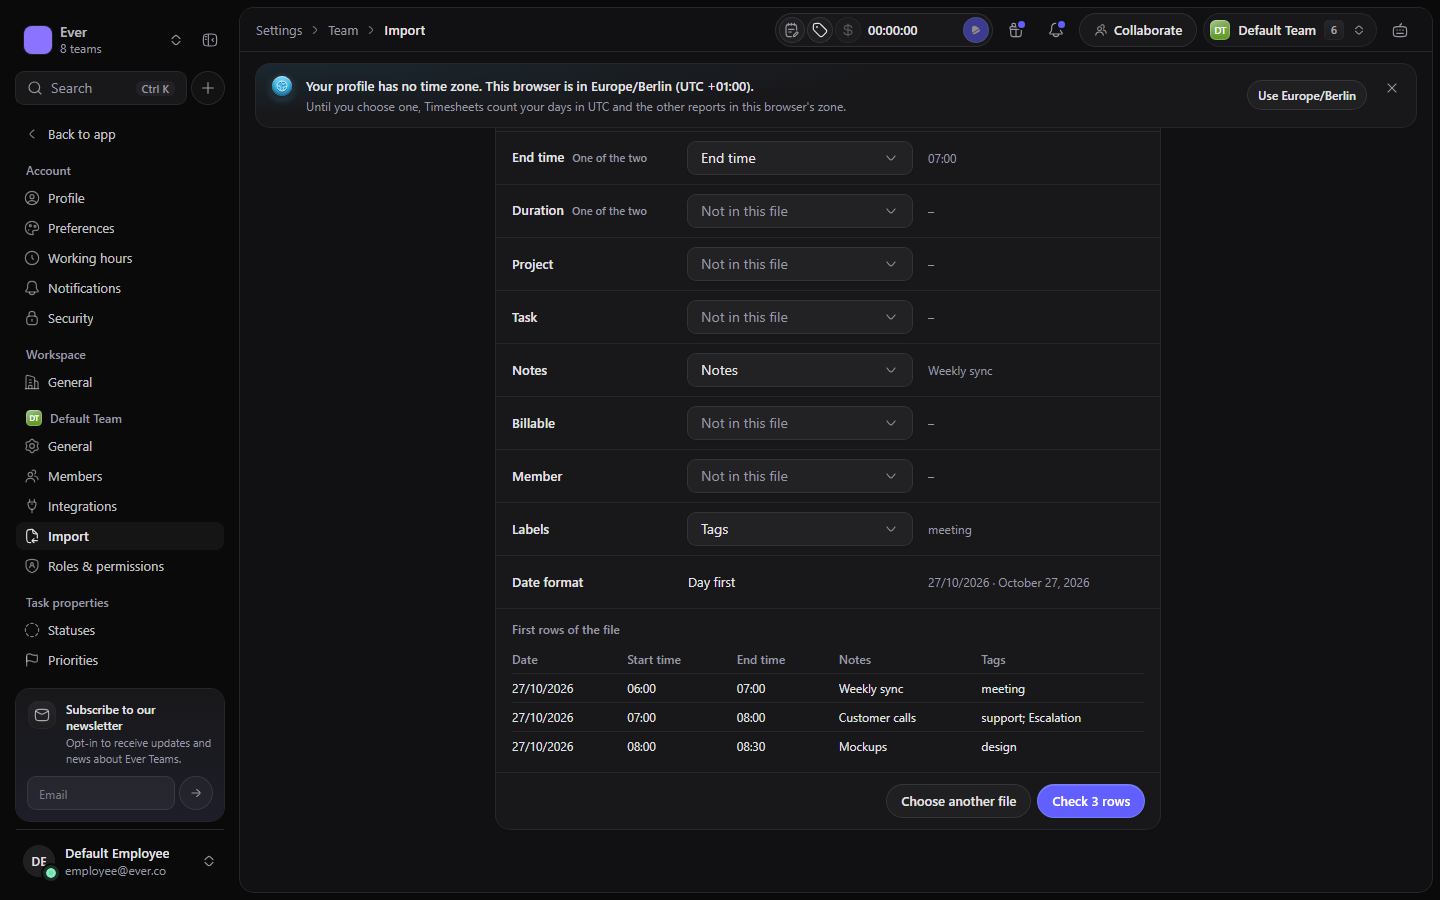 Ever
8 teams
Search
Ctrl K
Back to app
Account
Profile
Preferences
Working hours
Notifications
Security
Workspace
General
DT Default Team
General
Members
Integrations
Import
Roles & permissions
Task properties
Statuses
Priorities
Subscribe to our
newsletter
Opt-in to receive updates and
news about Ever Teams.
Email
DE
Default Employee
employee@ever.co
Settings > Team > Import
00:00:00
Collaborate
DT Default Team 6
Your profile has no time zone. This browser is in Europe/Berlin (UTC +01:00).
Until you choose one, Timesheets count your days in UTC and the other reports in this browser's zone.
Use Europe/Berlin
End time One of the two End time 07:00
Duration One of the two Not in this file –
Project Not in this file –
Task Not in this file –
Notes Notes Weekly sync
Billable Not in this file –
Member Not in this file –
Labels Tags meeting
Date format Day first 27/10/2026 · October 27, 2026
First rows of the file
Date Start time End time Notes Tags
27/10/2026 06:00 07:00 Weekly sync meeting
27/10/2026 07:00 08:00 Customer calls support; Escalation
27/10/2026 08:00 08:30 Mockups design
Choose another file
Check 3 rows